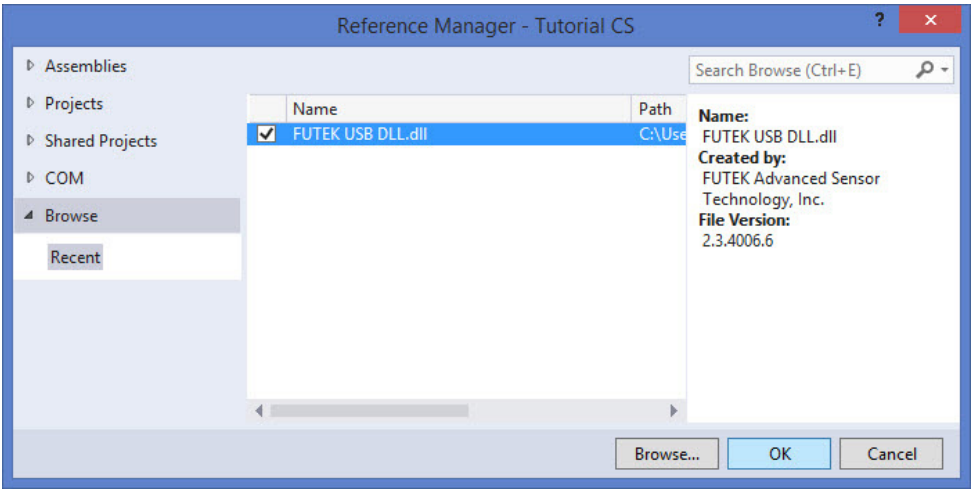 Reference Manager - Tutorial CS
?
Assemblies
Projects
Shared Projects
COM
Browse
Recent
Name Path
FUTEK USB DLL.dll C:\Use
Search Browse (Ctrl+E)
Name:
FUTEK USB DLL.dll
Created by:
FUTEK Advanced Sensor
Technology, Inc.
File Version:
2.3.4006.6
Browse... OK Cancel